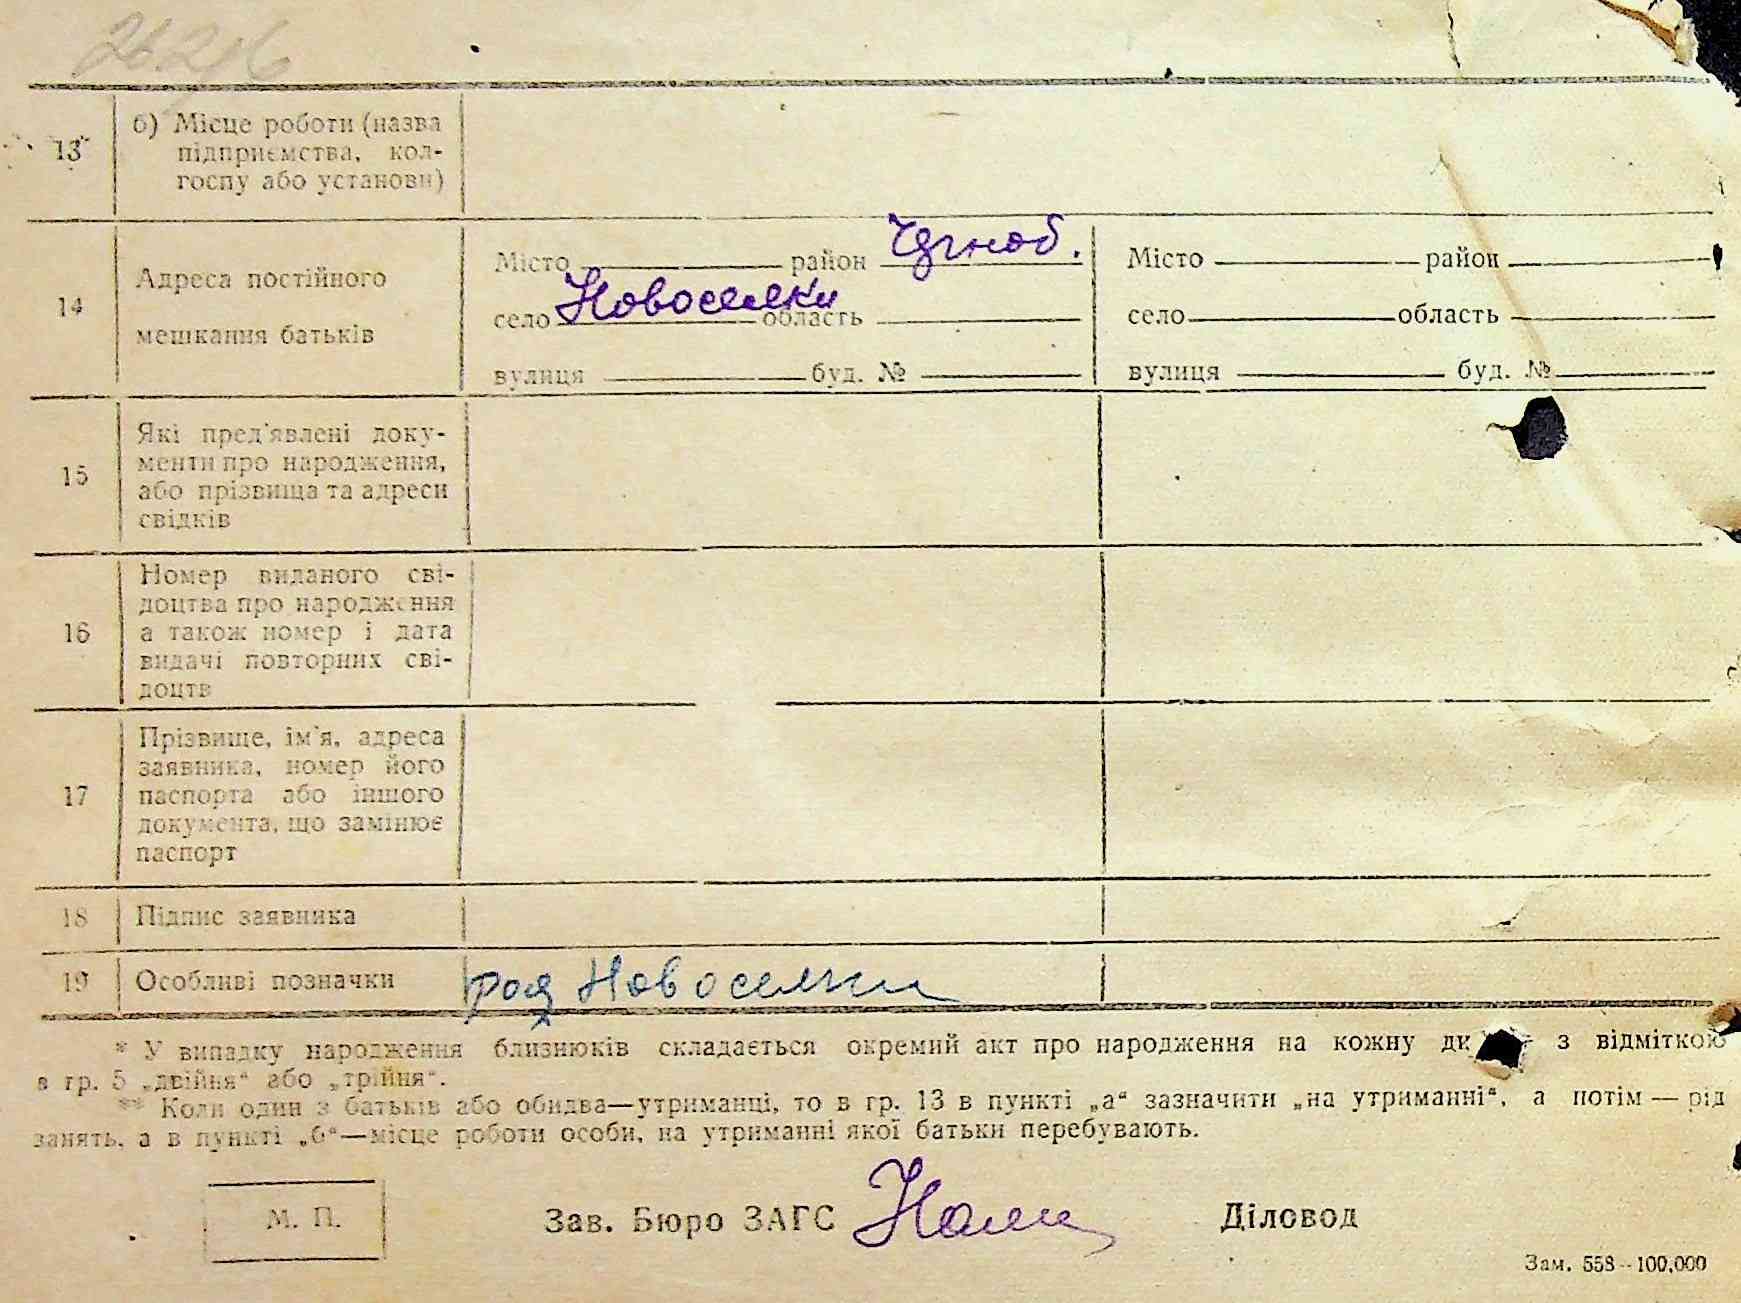 13
б) Місце роботи (назва
підприємства, кол-
госпу або установи)
14
Адреса постійного
мешкання батьків
Місто район
село Новоселки область
вулиця буд. №
Місто район
село область
вулиця буд. №
15
Які пред'явлені доку-
менти про народження,
або прізвища та адреси
свідків
16
Номер виданого сві-
доцтва про народження
а також номер і дата
видачі повторних сві-
доцтв
17
Прізвище, ім'я, адреса
заявника, номер його
паспорта або іншого
документа, що замінює
паспорт
18 Підпис заявника
19 Особливі позначки род Новоселки
* У випадку народження близнюків складається окремий акт про народження на кожну ди з відміткою
в гр. 5 „двійня“ або „трійня“.
** Коли один з батьків або обидва—утриманці, то в гр. 13 в пункті „а“ зазначити „на утриманні“, а потім — рід
занять, а в пункті „б“—місце роботи особи, на утриманні якої батьки перебувають.
М. П.
Зав. Бюро ЗАГС
Діловод
Зам. 558—100,000